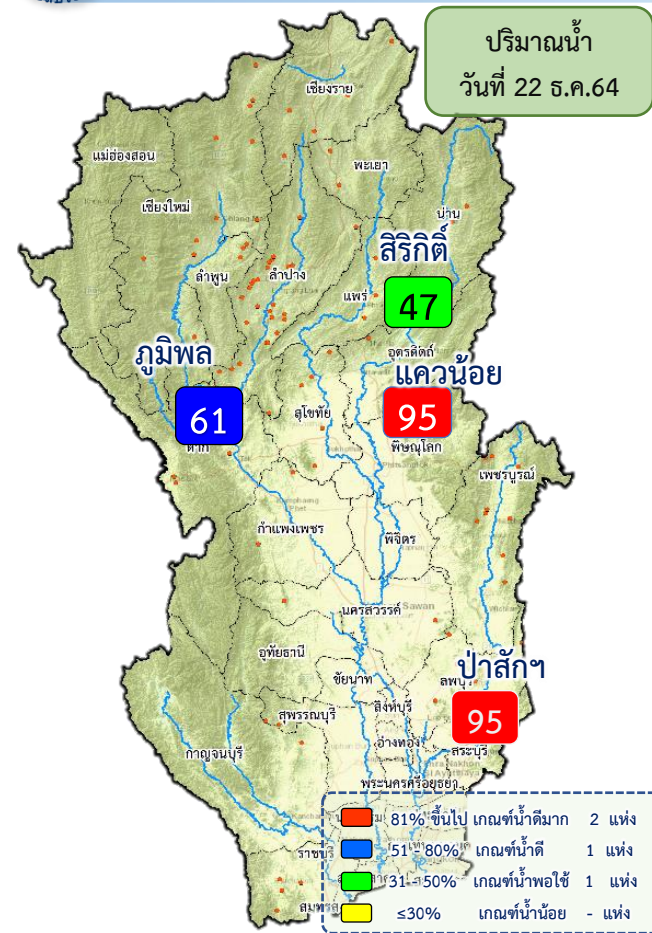 ปริมาณน้ำ
วันที่ 22 ธ.ค.64
เชียงราย
แม่ฮ่องสอน
พะเยา
เชียงใหม่
น่าน
สิริกิติ์
ลำพูน
ลำปาง
แพร่
47
อุตรดิตถ์
ภูมิพล
แควน้อย
61
สุโขทัย
95
ตาก
พิษณุโลก
เพชรบูรณ์
กำแพงเพชร
พิจิตร
นครสวรรค์
Sawan
อุทัยธานี
ป่าสักฯ
ชัยนาท
ลพบุรี
สุพรรณบุรี
สิงห์บุรี
95
อ่างทอง
สระบุรี
กาญจนบุรี
พระนครศรีอยุธยา
81% ขึ้นไป เกณฑ์น้ำดีมาก 2 แห่ง
51 - 80% เกณฑ์น้ำดี 1 แห่ง
ราชบุรี
31 - 50% เกณฑ์น้ำพอใช้ 1 แห่ง
≤30% เกณฑ์น้ำน้อย - แห่ง